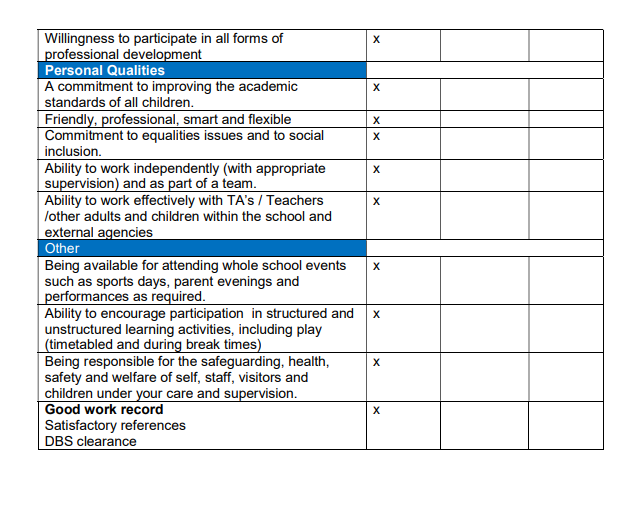 Willingness to participate in all forms of x
professional development
Personal Qualities
A commitment to improving the academic x
standards of all children.
Friendly, professional, smart and flexible x
Commitment to equalities issues and to social x
inclusion.
Ability to work independently (with appropriate x
supervision) and as part of a team.
Ability to work effectively with TA's / Teachers x
/other adults and children within the school and
external agencies
Other
Being available for attending whole school events x
such as sports days, parent evenings and
performances as required.
Ability to encourage participation in structured and x
unstructured learning activities, including play
(timetabled and during break times)
Being responsible for the safeguarding, health, x
safety and welfare of self, staff, visitors and
children under your care and supervision.
Good work record x
Satisfactory references
DBS clearance